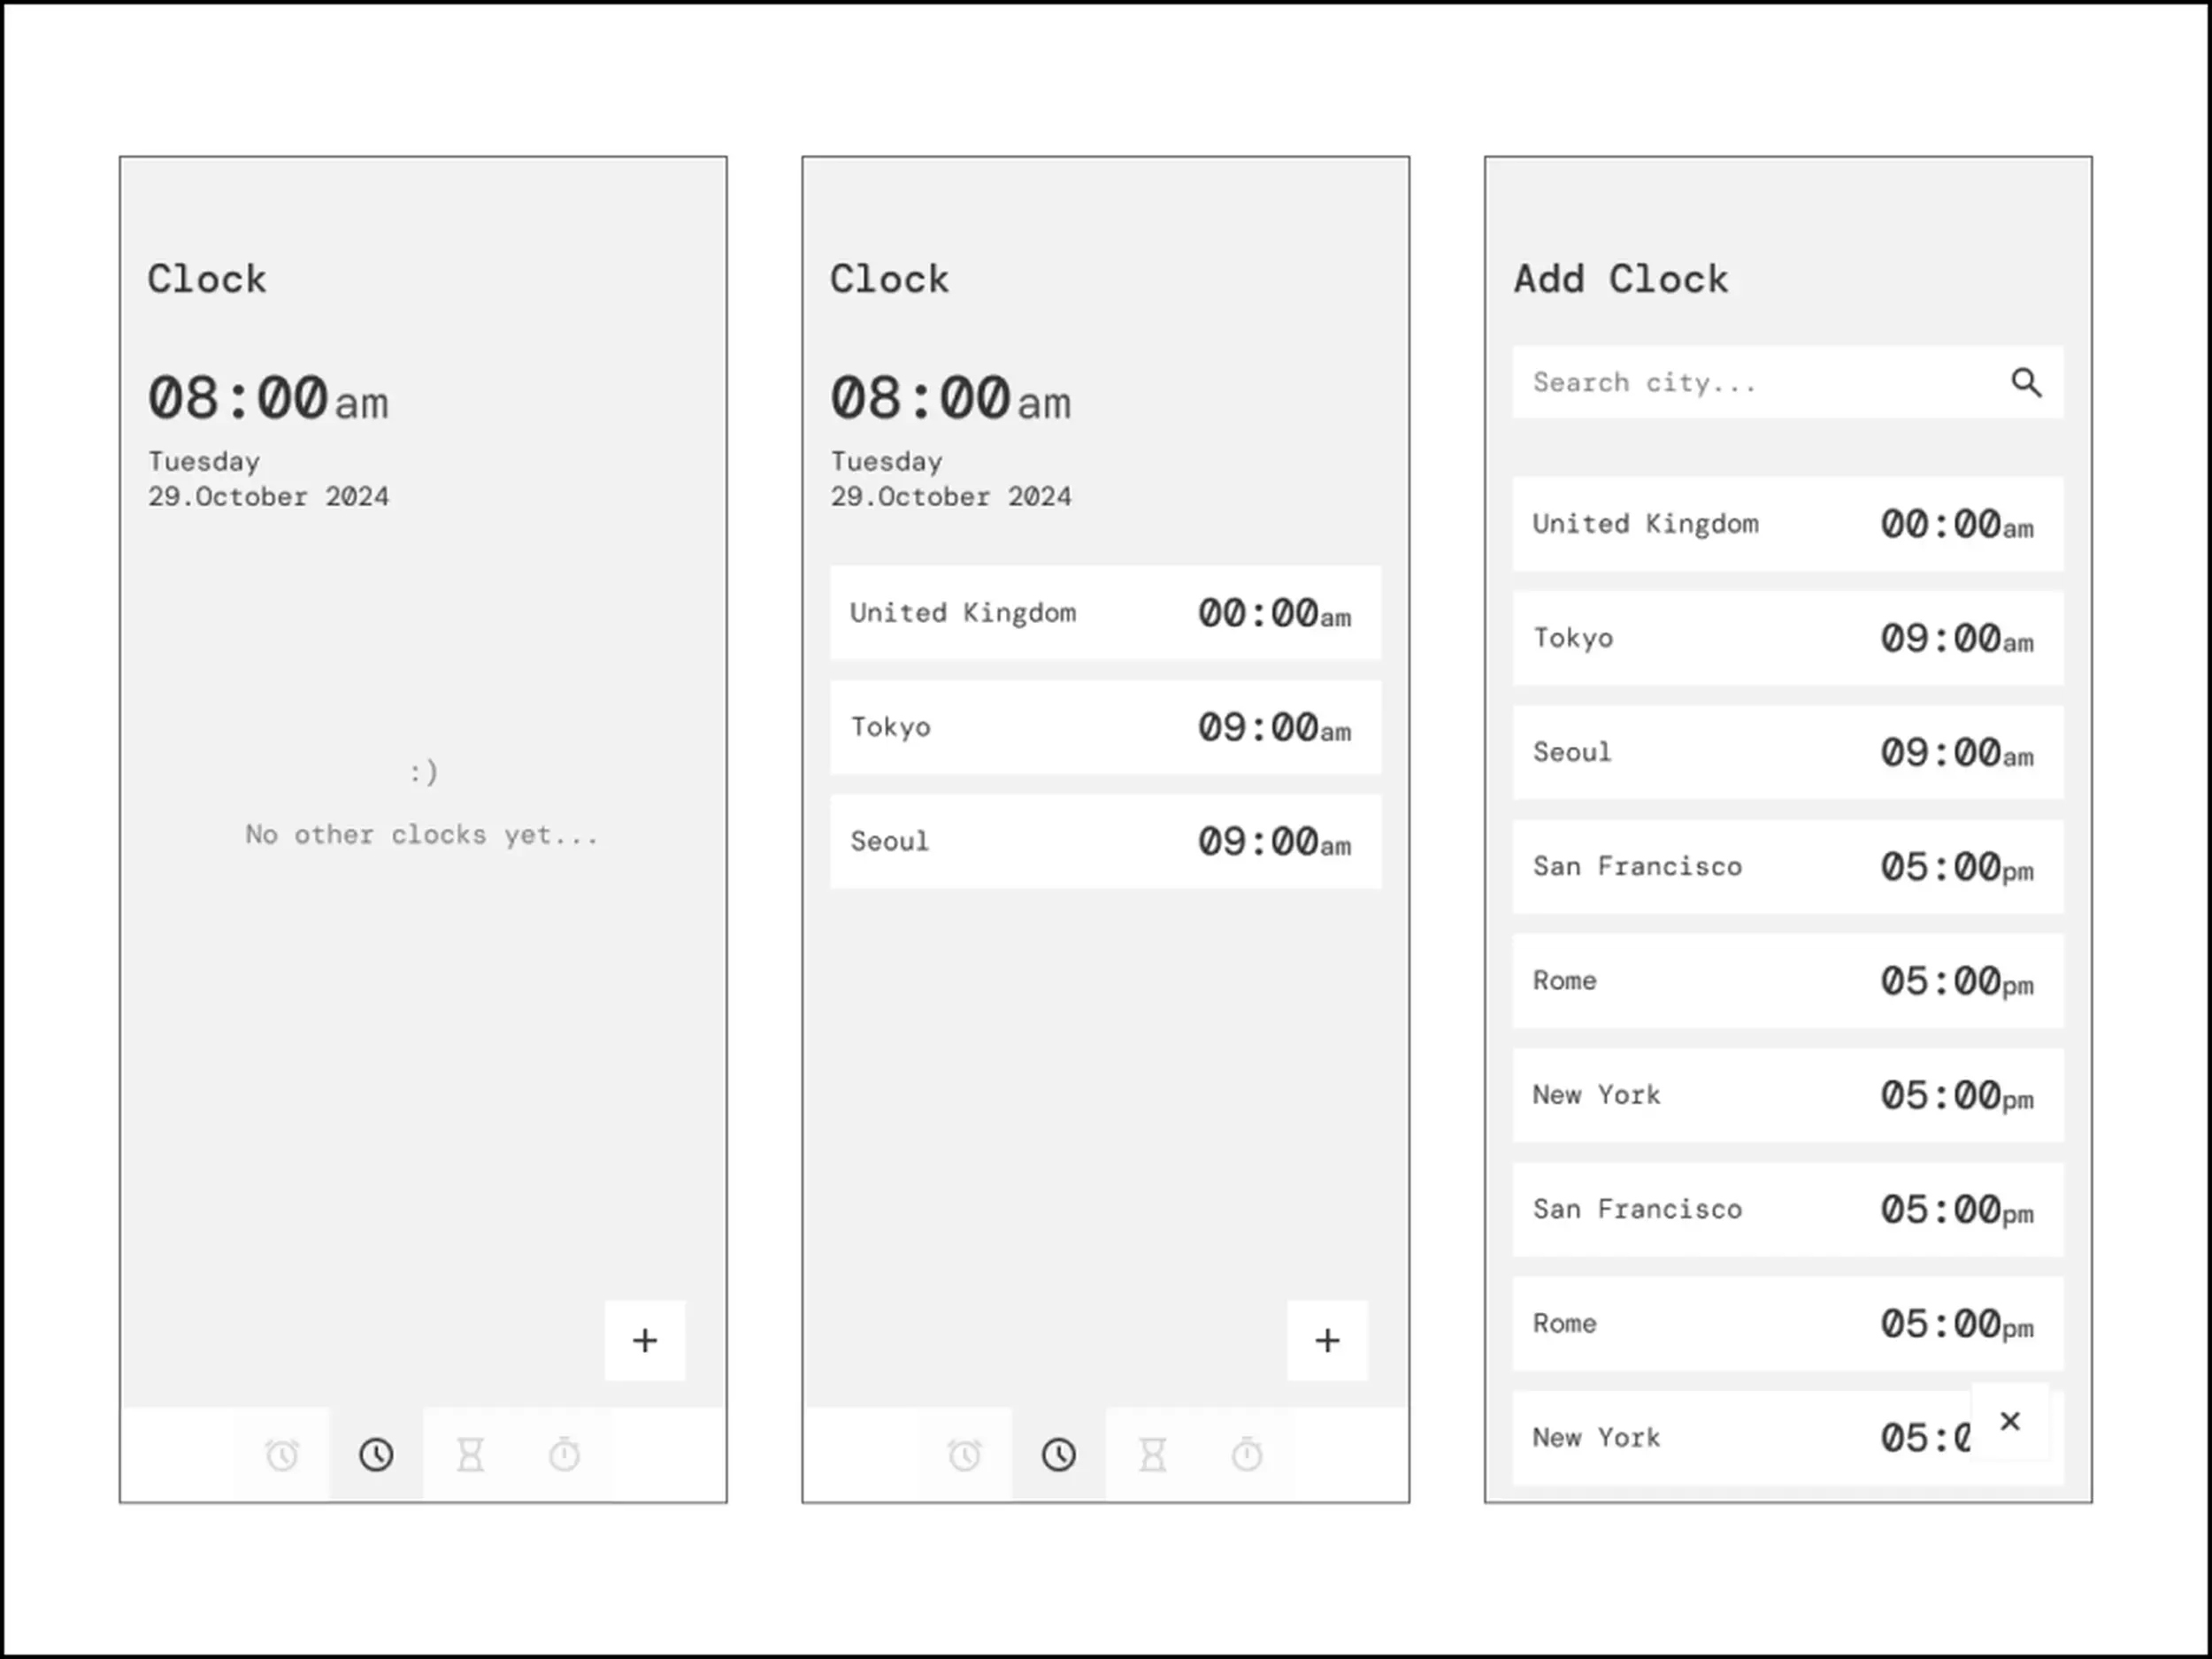 Clock
08:00am
Tuesday
29.October 2024
:)
No other clocks yet...
+
Clock
08:00am
Tuesday
29.October 2024
United Kingdom 00:00am
Tokyo 09:00am
Seoul 09:00am
+
Add Clock
Search city...
United Kingdom 00:00am
Tokyo 09:00am
Seoul 09:00am
San Francisco 05:00pm
Rome 05:00pm
New York 05:00pm
San Francisco 05:00pm
Rome 05:00pm
New York 05:0
×